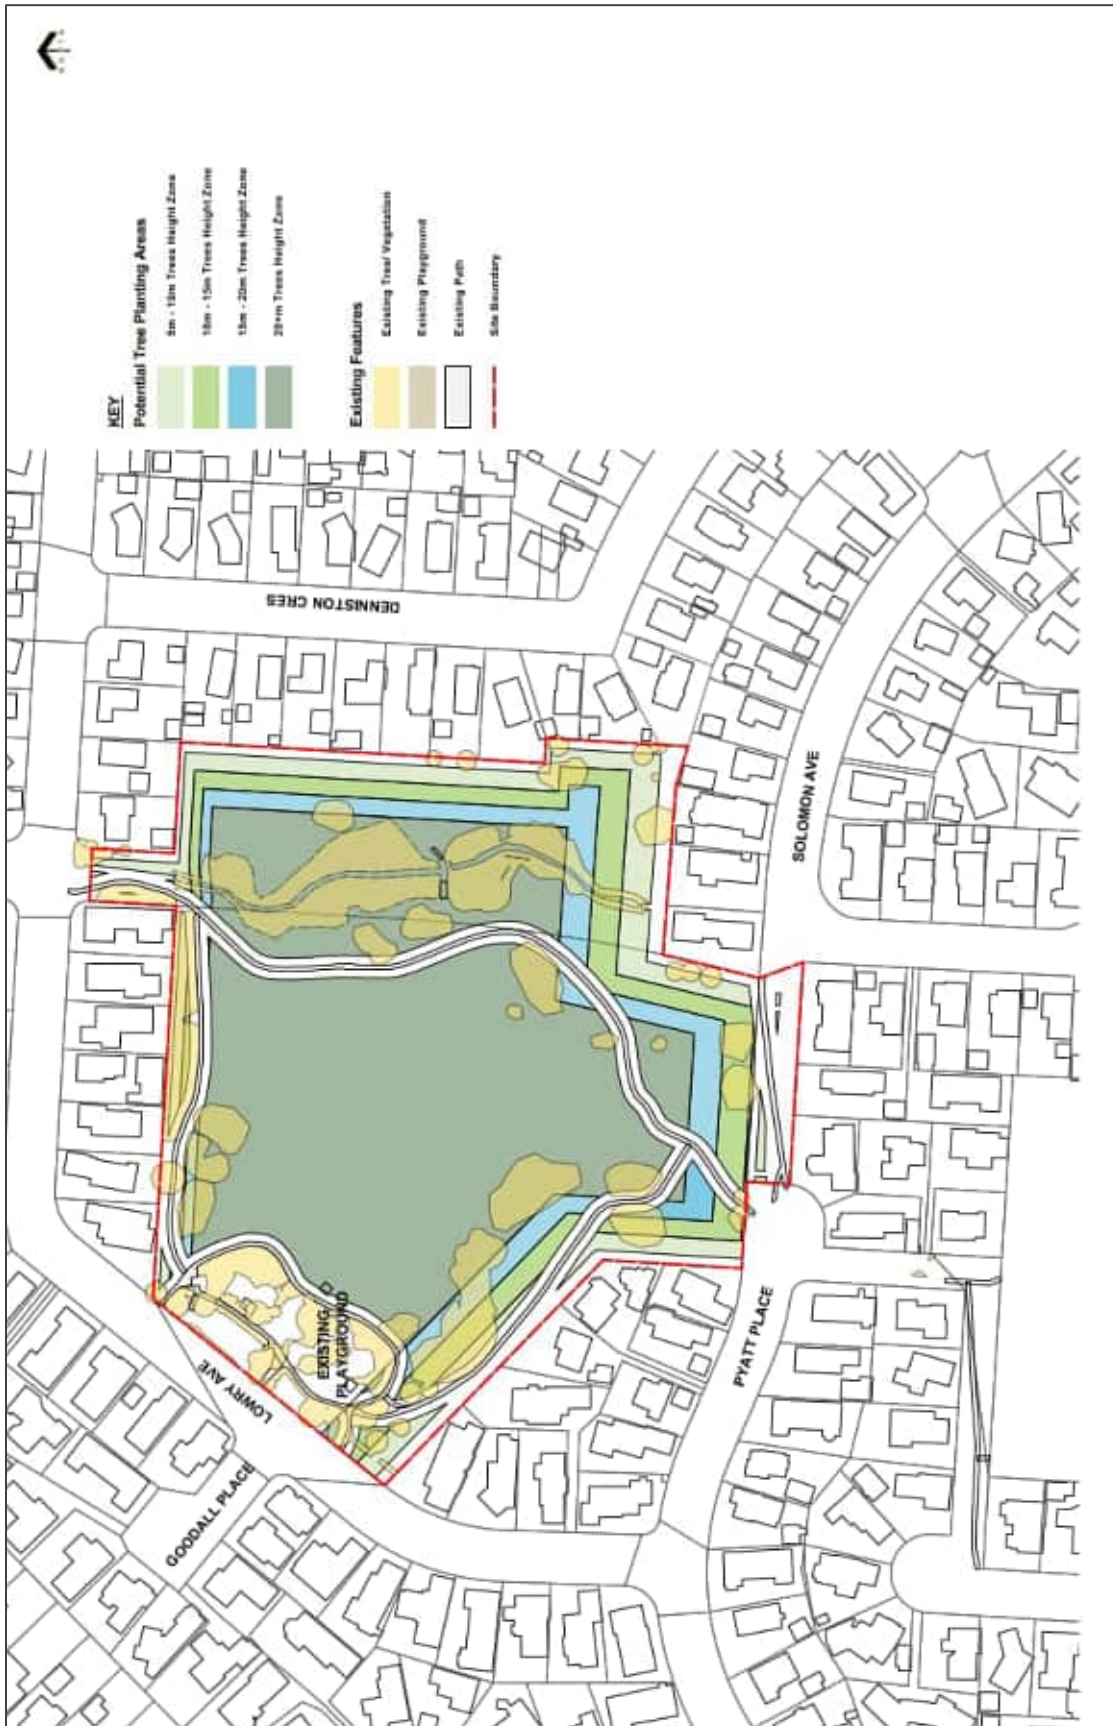 KEY
Potential Tree Planting Areas
5m - 10m Trees Height Zone
10m - 15m Trees Height Zone
15m - 20m Trees Height Zone
20+m Trees Height Zone
Existing Features
Existing Tree/ Vegetation
Existing Playground
Existing Path
Site Boundary
DENNISTON CRES
SOLOMON AVE
EXISTING
PLAYGROUND
LOWRY AVE
PYATT PLACE
GOODALL PLACE